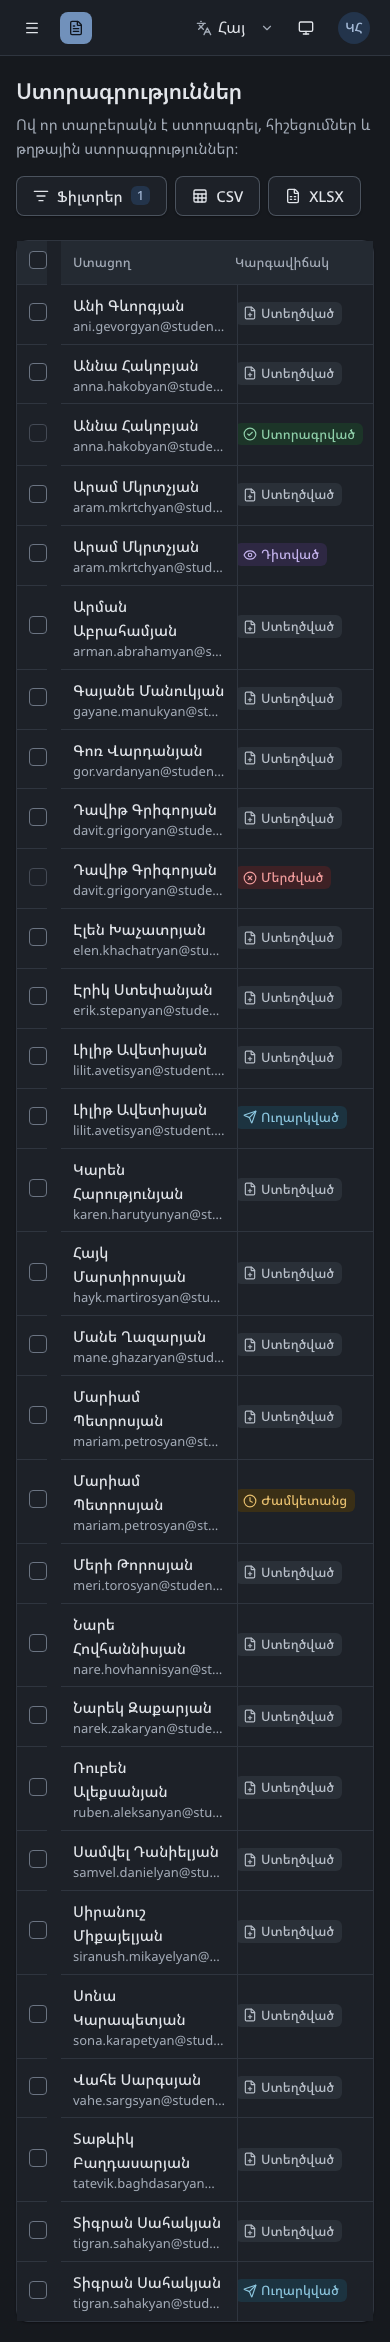 Հայ
ԿՀ
Ստորագրություններ
Ով որ տարբերակն է ստորագրել, հիշեցումներ և
թղթային ստորագրություններ:
Ֆիլտրեր 1 CSV XLSX
Ստացող Կարգավիճակ
Անի Գևորգյան
ani.gevorgyan@studen...
Ստեղծված
Աննա Հակոբյան
anna.hakobyan@stude...
Ստեղծված
Աննա Հակոբյան
anna.hakobyan@stude...
Ստորագրված
Արամ Մկրտչյան
aram.mkrtchyan@stud...
Ստեղծված
Արամ Մկրտչյան
aram.mkrtchyan@stud...
Դիտված
Արման
Աբրահամյան
arman.abrahamyan@s...
Ստեղծված
Գայանե Մանուկյան
gayane.manukyan@st...
Ստեղծված
Գոռ Վարդանյան
gor.vardanyan@studen...
Ստեղծված
Դավիթ Գրիգորյան
davit.grigoryan@stude...
Ստեղծված
Դավիթ Գրիգորյան
davit.grigoryan@stude...
Մերժված
Էլեն Խաչատրյան
elen.khachatryan@stu...
Ստեղծված
Էրիկ Ստեփանյան
erik.stepanyan@stude...
Ստեղծված
Լիլիթ Ավետիսյան
lilit.avetisyan@student....
Ստեղծված
Լիլիթ Ավետիսյան
lilit.avetisyan@student....
Ուղարկված
Կարեն
Հարությունյան
karen.harutyunyan@st...
Ստեղծված
Հայկ
Մարտիրոսյան
hayk.martirosyan@stu...
Ստեղծված
Մանե Ղազարյան
mane.ghazaryan@stud...
Ստեղծված
Մարիամ
Պետրոսյան
mariam.petrosyan@st...
Ստեղծված
Մարիամ
Պետրոսյան
mariam.petrosyan@st...
Ժամկետանց
Մերի Թորոսյան
meri.torosyan@studen...
Ստեղծված
Նարե
Հովհաննիսյան
nare.hovhannisyan@st...
Ստեղծված
Նարեկ Զաքարյան
narek.zakaryan@stude...
Ստեղծված
Ռուբեն
Ալեքսանյան
ruben.aleksanyan@stu...
Ստեղծված
Սամվել Դանիելյան
samvel.danielyan@stu...
Ստեղծված
Սիրանուշ
Միքայելյան
siranush.mikayelyan@...
Ստեղծված
Սոնա
Կարապետյան
sona.karapetyan@stud...
Ստեղծված
Վահե Սարգսյան
vahe.sargsyan@studen...
Ստեղծված
Տաթևիկ
Բաղդասարյան
tatevik.baghdasaryan...
Ստեղծված
Տիգրան Սահակյան
tigran.sahakyan@stud...
Ստեղծված
Տիգրան Սահակյան
tigran.sahakyan@stud...
Ուղարկված